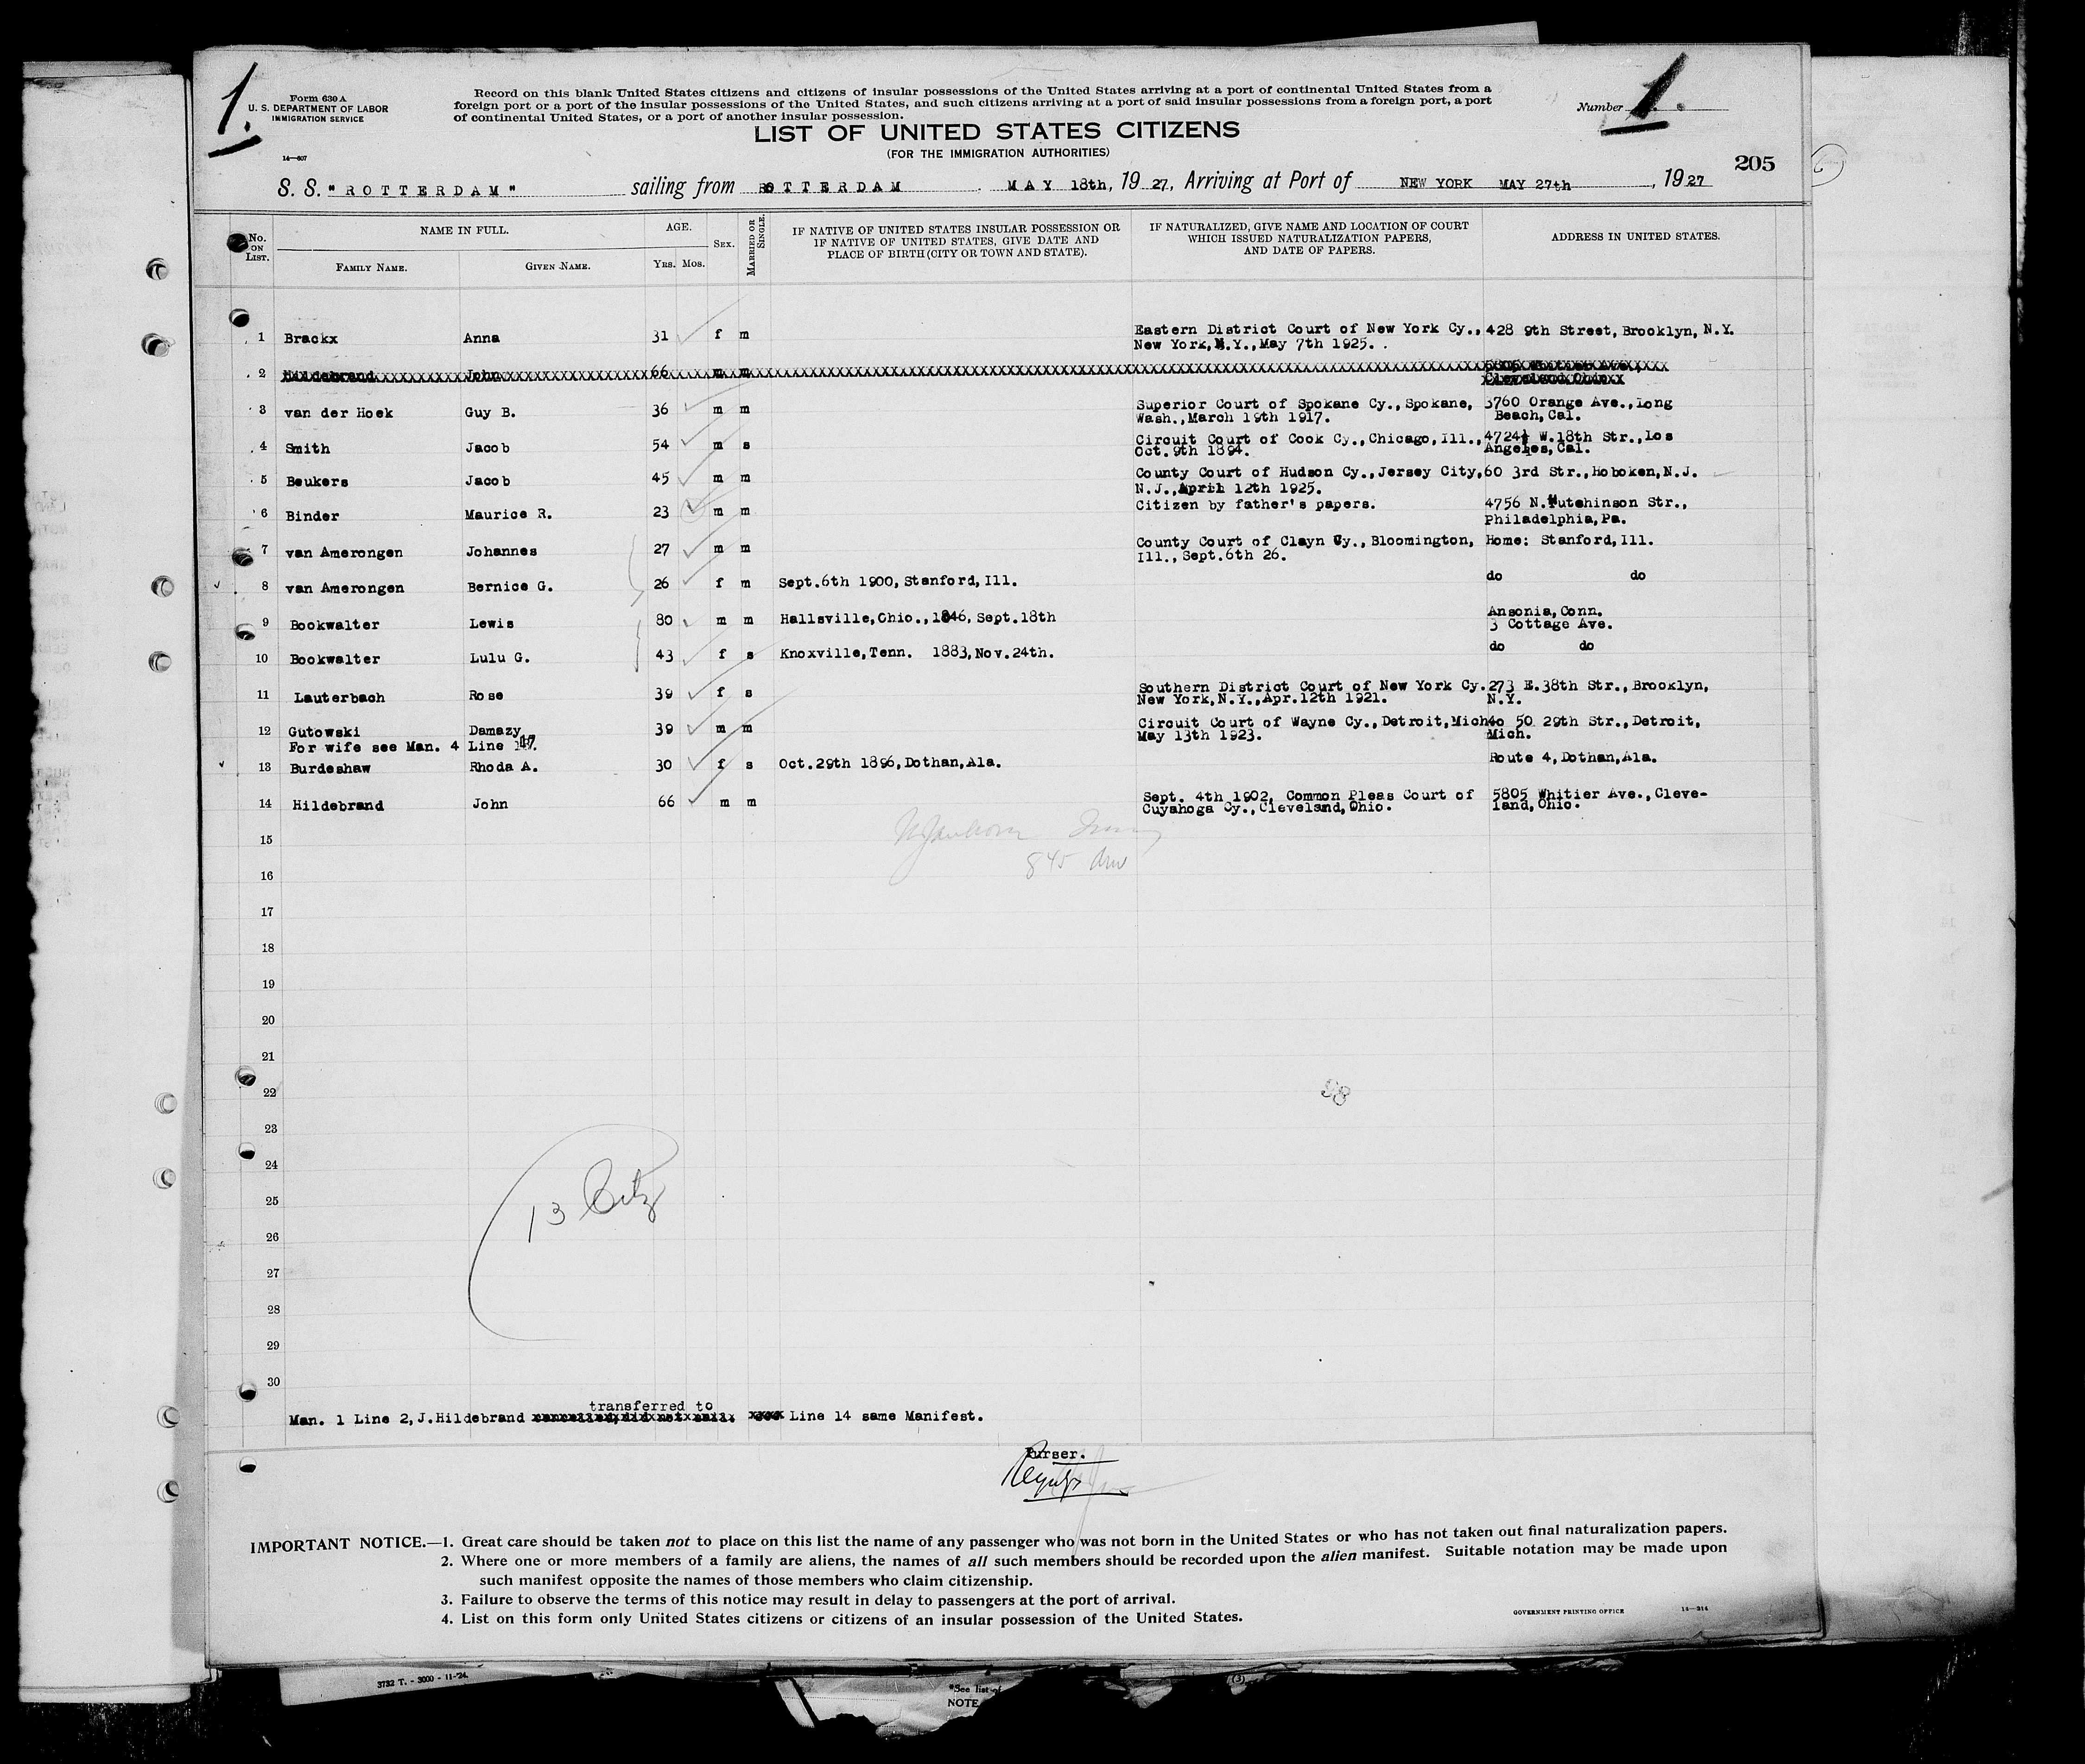 1.
Form 630 A
U. S. DEPARTMENT OF LABOR
IMMIGRATION SERVICE
14—607
Record on this blank United States citizens and citizens of insular possessions of the United States arriving at a port of continental United States from a
foreign port or a port of the insular possessions of the United States, and such citizens arriving at a port of said insular possessions from a foreign port, a port
of continental United States, or a port of another insular possession.
Number 1.
LIST OF UNITED STATES CITIZENS
(FOR THE IMMIGRATION AUTHORITIES)
205
S. S. "ROTTERDAM" sailing from ROTTERDAM MAY 18th, 1927, Arriving at Port of NEW YORK MAY 27th, 1927
No. ON LIST. NAME IN FULL. AGE. SEX. MARRIED OR SINGLE. IF NATIVE OF UNITED STATES INSULAR POSSESSION OR IF NATIVE OF UNITED STATES, GIVE DATE AND PLACE OF BIRTH (CITY OR TOWN AND STATE). IF NATURALIZED, GIVE NAME AND LOCATION OF COURT WHICH ISSUED NATURALIZATION PAPERS, AND DATE OF PAPERS. ADDRESS IN UNITED STATES.
FAMILY NAME. GIVEN NAME. YRS. MOS.
1 Brackx Anna 31 f m Eastern District Court of New York Cy., 428 9th Street, Brooklyn, N.Y.
New York, N.Y., May 7th 1925.
2 Hildebrand John 66 m m
Cleveland Ohio
3 van der Hoek Guy B. 36 m m Superior Court of Spokane Cy., Spokane, 3760 Orange Ave., Long
Wash., March 19th 1917. Beach, Cal.
4 Smith Jacob 54 m s Circuit Court of Cook Cy., Chicago, Ill., 4724½ W.18th Str., Los
Oct. 9th 1894. Angeles, Cal.
5 Beukers Jacob 45 m m County Court of Hudson Cy., Jersey City, 60 3rd Str., Hoboken, N.J.
N.J., April 12th 1925.
6 Binder Maurice R. 23 m m Citizen by father's papers. 4756 N. Hutchinson Str.,
Philadelphia, Pa.
7 van Amerongen Johannes 27 m m County Court of Clayn Cy., Bloomington, Home: Stanford, Ill.
Ill., Sept. 6th 26.
8 van Amerongen Bernice G. 26 f m Sept. 6th 1900, Stanford, Ill. do do
9 Bookwalter Lewis 80 m m Hallsville, Ohio., 1846, Sept. 18th Ansonia, Conn.
3 Cottage Ave.
10 Bookwalter Lulu G. 43 f s Knoxville, Tenn. 1883, Nov. 24th. do do
11 Lauterbach Rose 39 f s Southern District Court of New York Cy. 273 E. 38th Str., Brooklyn,
New York, N.Y., Apr. 12th 1921. N.Y.
12 Gutowski Damazy 39 m m Circuit Court of Wayne Cy., Detroit, Mich 4o 50 29th Str., Detroit,
For wife see Man. 4 Line 17. May 13th 1923. Mich.
13 Burdeshaw Rhoda A. 30 f s Oct. 29th 1896, Dothan, Ala. Route 4, Dothan, Ala.
14 Hildebrand John 66 m m Sept. 4th 1902, Common Pleas Court of 5805 Whitier Ave., Cleve-
Cuyahoga Cy., Cleveland, Ohio. land, Ohio.
15
845
16
17
18
19
20
21
22
98
23
24
25
13 Citz
26
27
28
29
30
transferred to
Man. 1 Line 2, J. Hildebrand cancelled, did not sail. see Line 14 same Manifest.
Purser.
IMPORTANT NOTICE.—1. Great care should be taken not to place on this list the name of any passenger who was not born in the United States or who has not taken out final naturalization papers.
2. Where one or more members of a family are aliens, the names of all such members should be recorded upon the alien manifest. Suitable notation may be made upon
such manifest opposite the names of those members who claim citizenship.
3. Failure to observe the terms of this notice may result in delay to passengers at the port of arrival.
4. List on this form only United States citizens or citizens of an insular possession of the United States.
GOVERNMENT PRINTING OFFICE 14—214
3732 T. - 3000 - 11-'24.
*See list of
NOTE